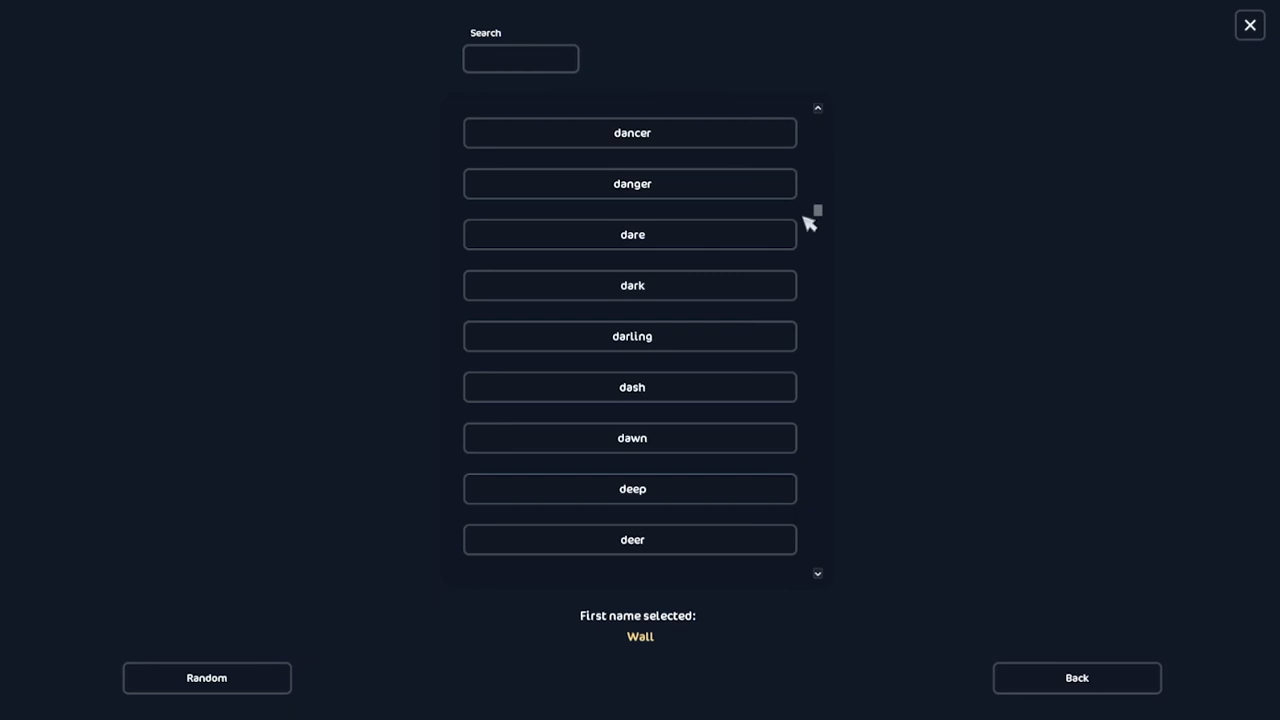 Search
dancer
danger
dare
dark
darling
dash
dawn
deep
deer
First name selected:
Wall
Random
Back